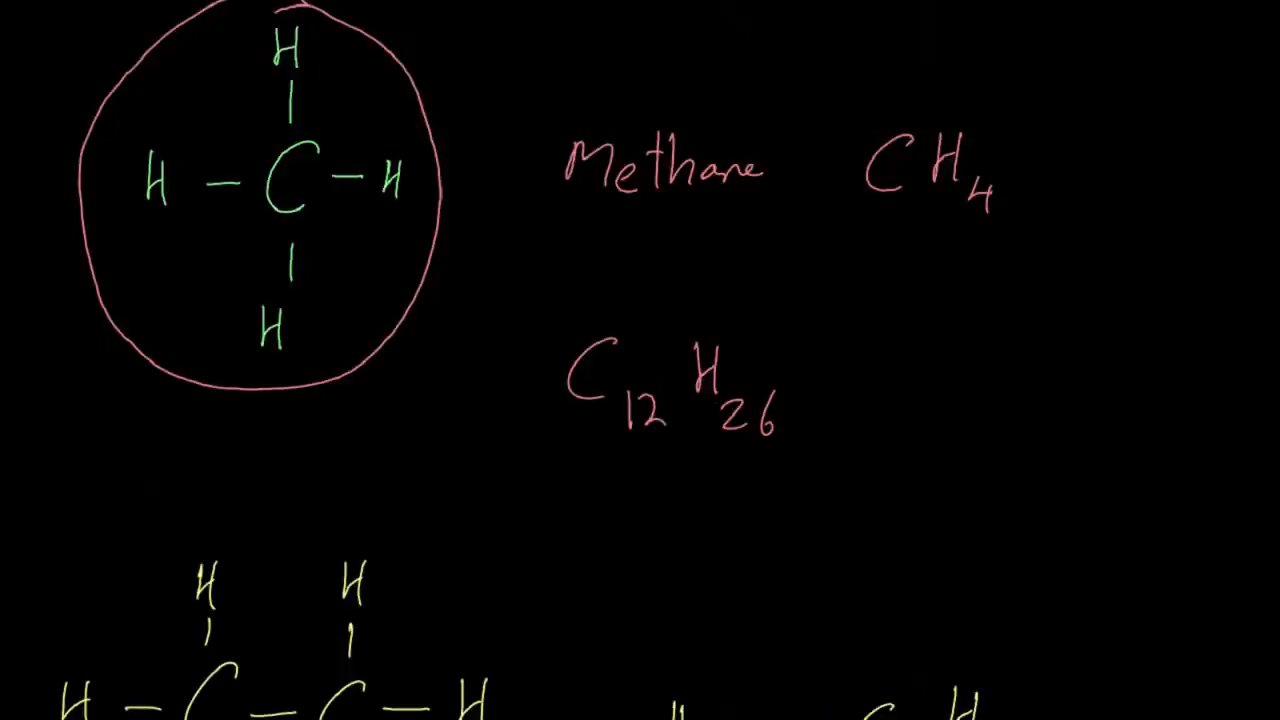 H
H - C - H
H
Methane CH4
C12H26
H H
H - C - C - H